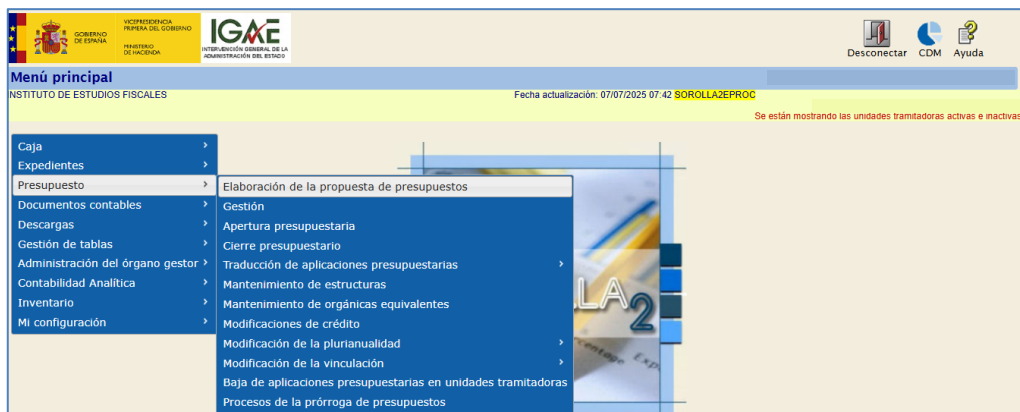 GOBIERNO
DE ESPAÑA
VICEPRESIDENCIA
PRIMERA DEL GOBIERNO
MINISTERIO
DE HACIENDA
IGAE
INTERVENCIÓN GENERAL DE LA
ADMINISTRACIÓN DEL ESTADO
Desconectar CDM Ayuda
Menú principal
NSTITUTO DE ESTUDIOS FISCALES Fecha actualización: 07/07/2025 07:42 SOROLLA2EPROC
Se están mostrando las unidades tramitadoras activas e inactivas
Caja
Expedientes
Presupuesto
Documentos contables
Descargas
Gestión de tablas
Administración del órgano gestor
Contabilidad Analítica
Inventario
Mi configuración
Elaboración de la propuesta de presupuestos
Gestión
Apertura presupuestaria
Cierre presupuestario
Traducción de aplicaciones presupuestarias
Mantenimiento de estructuras
Mantenimiento de orgánicas equivalentes
Modificaciones de crédito
Modificación de la plurianualidad
Modificación de la vinculación
Baja de aplicaciones presupuestarias en unidades tramitadoras
Procesos de la prórroga de presupuestos
LLA2